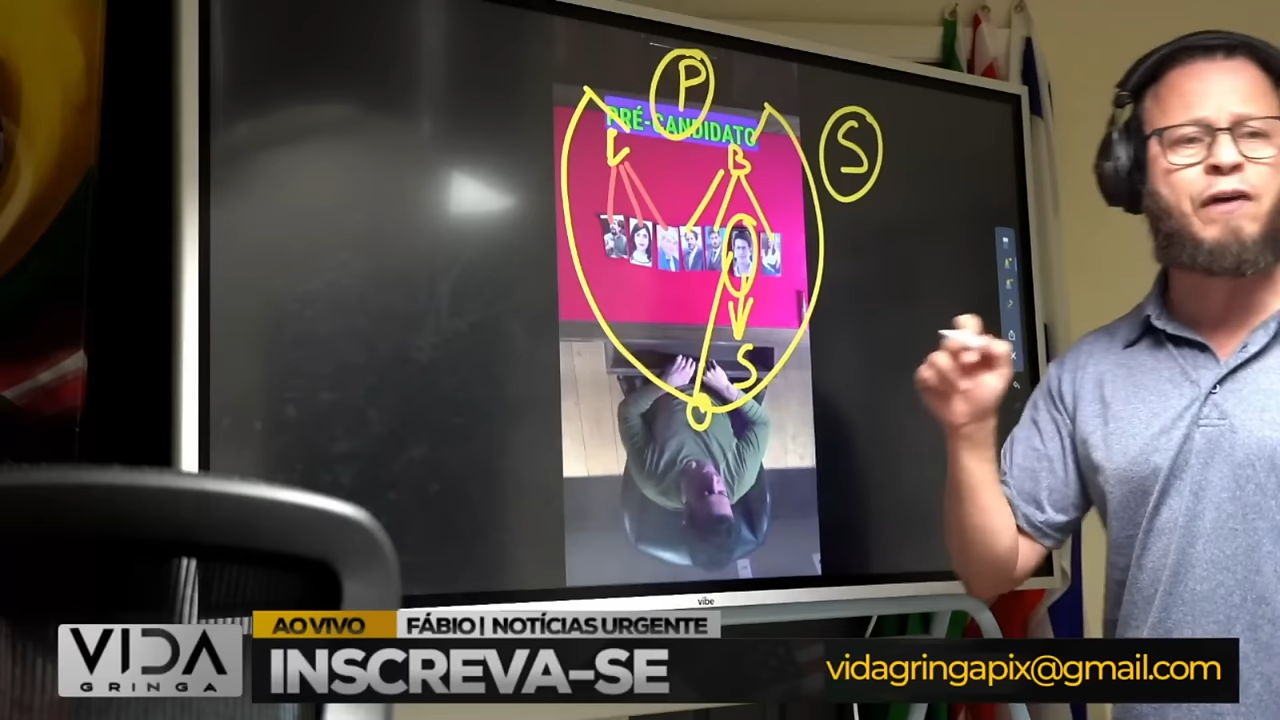 P
PRÉ-CANDIDATO
S
L
B
S
vibe
AO VIVO
FÁBIO | NOTÍCIAS URGENTE
VIDA
GRINGA
INSCREVA-SE
vidagringapix@gmail.com